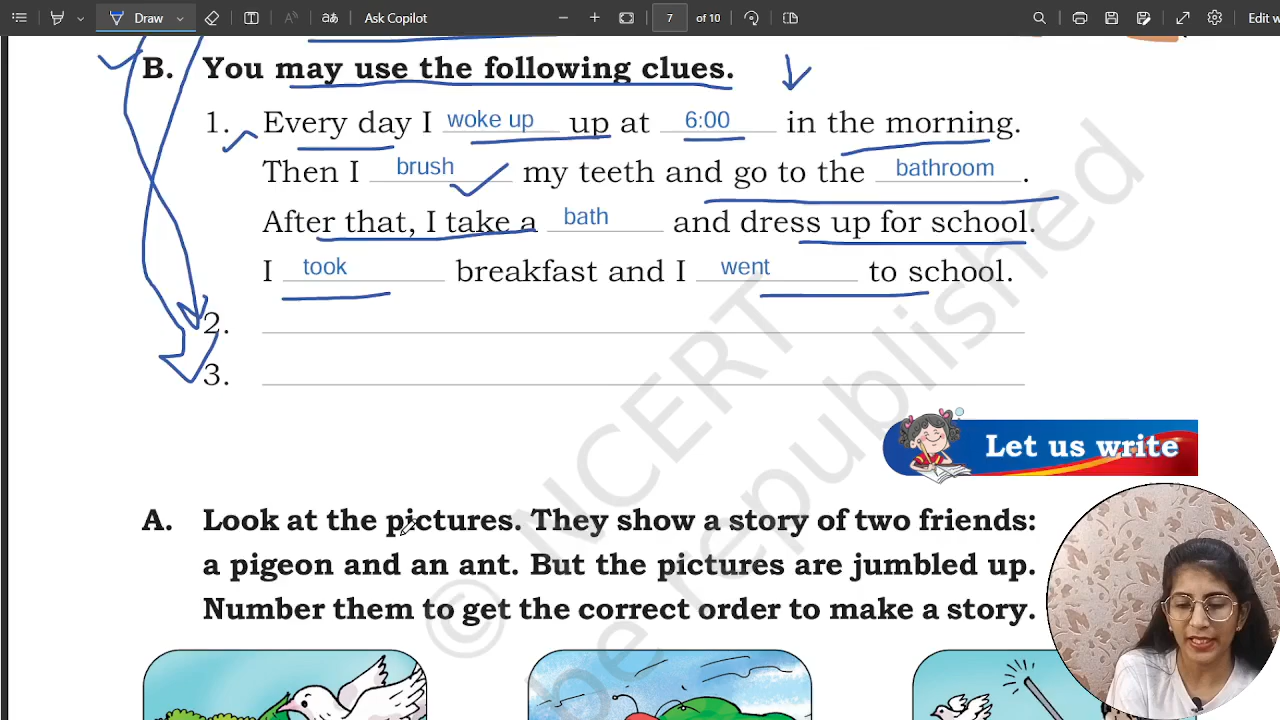 Draw
Ask Copilot
7 of 10
Edit w
B. You may use the following clues.
1. Every day I woke up up at 6:00 in the morning.
Then I brush my teeth and go to the bathroom.
After that, I take a bath and dress up for school.
I took breakfast and I went to school.
2.
3.
Let us write
A. Look at the pictures. They show a story of two friends:
a pigeon and an ant. But the pictures are jumbled up.
Number them to get the correct order to make a story.
© NCERT
be republished